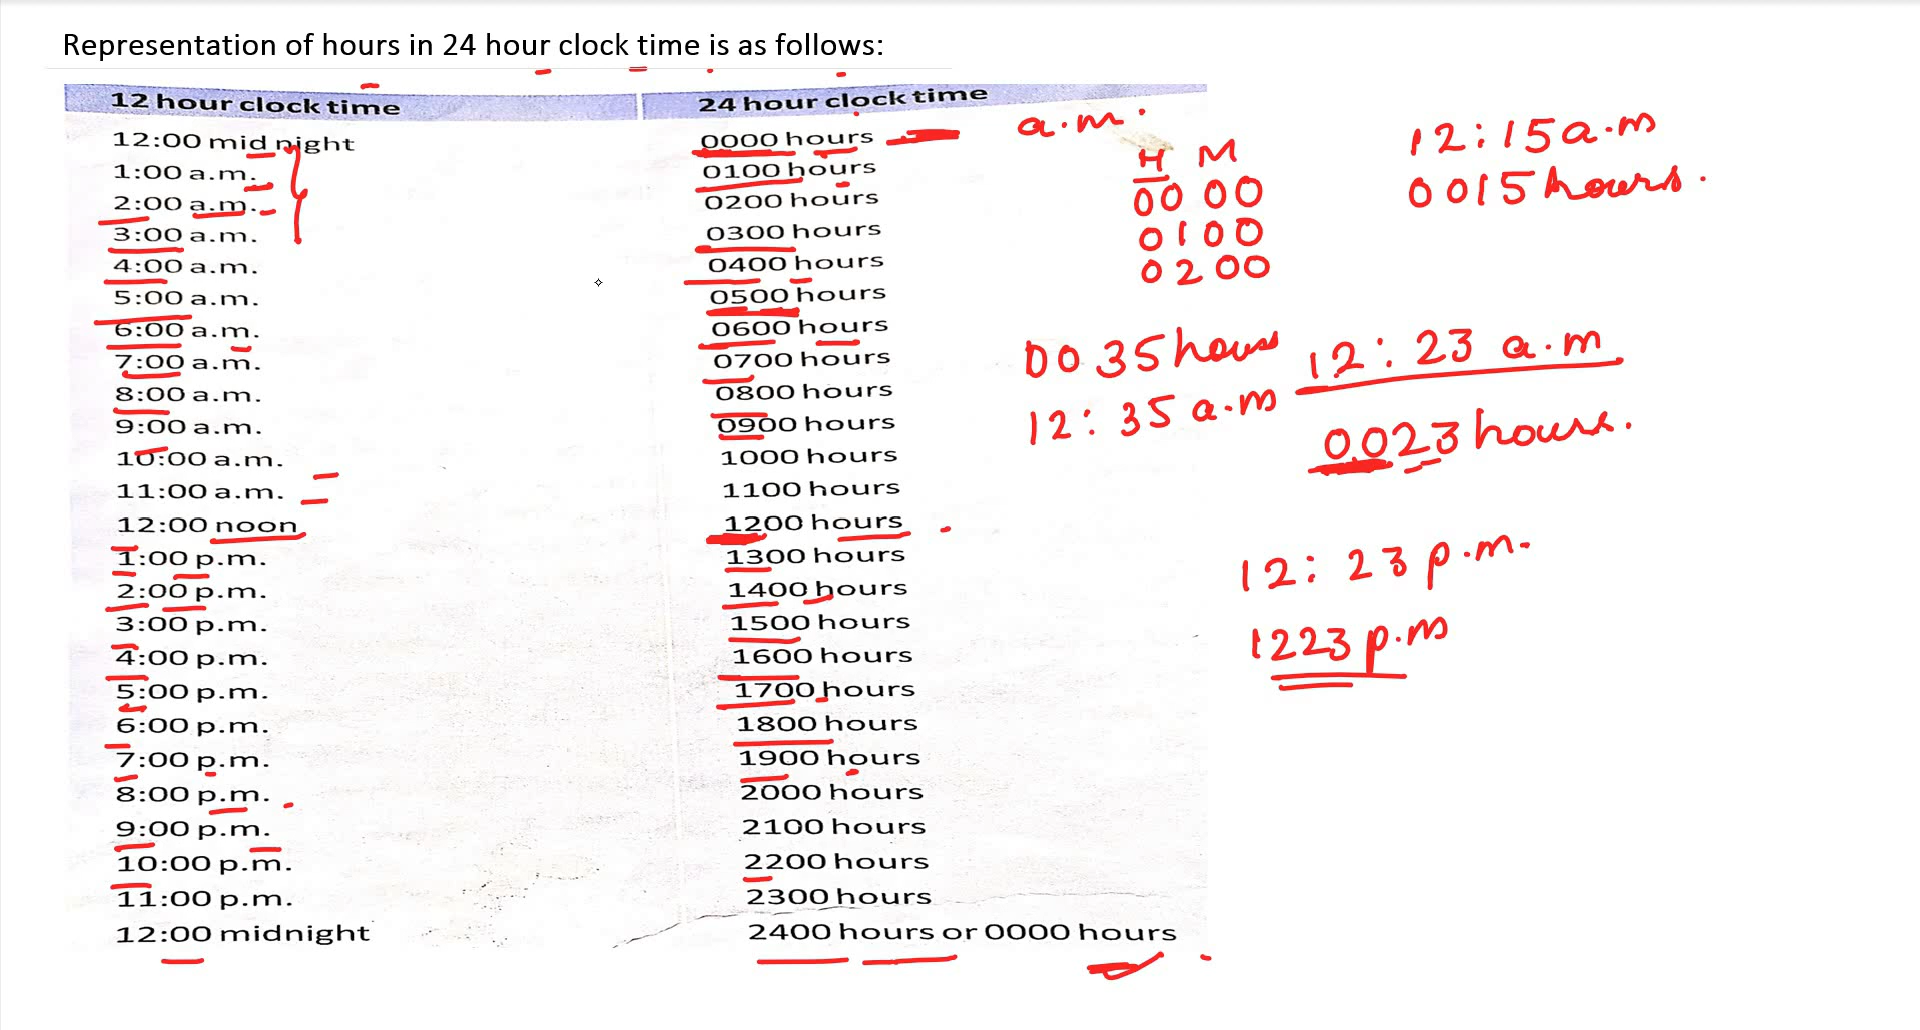 Representation of hours in 24 hour clock time is as follows:
12 hour clock time 24 hour clock time
12:00 mid night 0000 hours
1:00 a.m. 0100 hours
2:00 a.m. 0200 hours
3:00 a.m. 0300 hours
4:00 a.m. 0400 hours
5:00 a.m. 0500 hours
6:00 a.m. 0600 hours
7:00 a.m. 0700 hours
8:00 a.m. 0800 hours
9:00 a.m. 0900 hours
10:00 a.m. 1000 hours
11:00 a.m. 1100 hours
12:00 noon 1200 hours
1:00 p.m. 1300 hours
2:00 p.m. 1400 hours
3:00 p.m. 1500 hours
4:00 p.m. 1600 hours
5:00 p.m. 1700 hours
6:00 p.m. 1800 hours
7:00 p.m. 1900 hours
8:00 p.m. 2000 hours
9:00 p.m. 2100 hours
10:00 p.m. 2200 hours
11:00 p.m. 2300 hours
12:00 midnight 2400 hours or 0000 hours
a.m.
H M
00 00
01 00
02 00
12:15 a.m
0015 hours.
0035 hours
12:35 a.m
12:23 a.m
0023 hours.
12:23 p.m.
1223 p.m